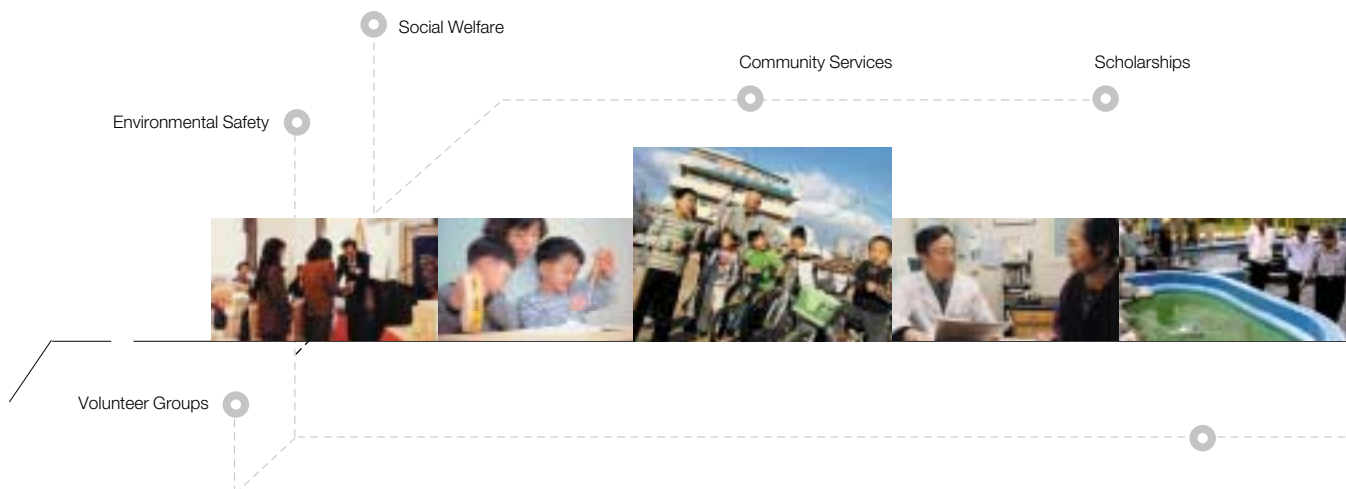 Social Welfare
Community Services
Scholarships
Environmental Safety
Volunteer Groups